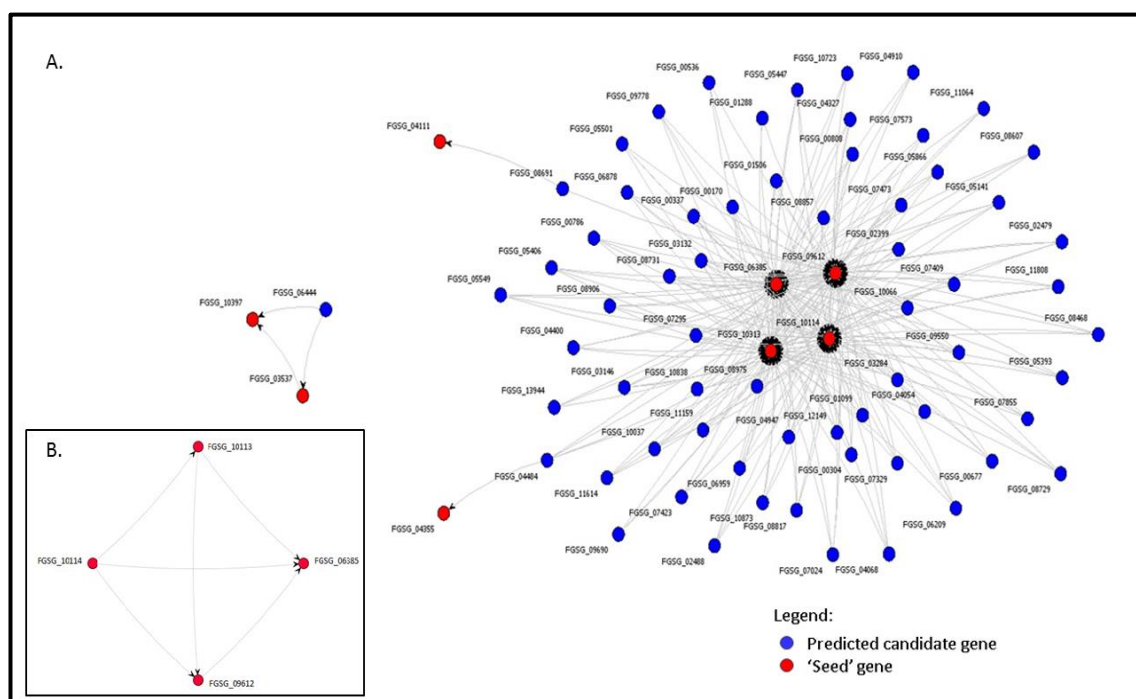 A.
FGSG_10723
FGSG_04910
FGSG_00536
FGSG_05447
FGSG_09778
FGSG_01288
FGSG_04327
FGSG_11064
FGSG_04111
FGSG_05501
FGSG_00808
FGSG_07573
FGSG_08607
FGSG_01506
FGSG_05866
FGSG_08691
FGSG_06878
FGSG_00170
FGSG_07473
FGSG_05141
FGSG_00337
FGSG_08857
FGSG_00786
FGSG_02479
FGSG_03132
FGSG_02399
FGSG_05406
FGSG_08731
FGSG_09612
FGSG_06385
FGSG_07409
FGSG_11808
FGSG_05549
FGSG_08906
FGSG_10066
FGSG_10397
FGSG_06444
FGSG_07295
FGSG_10114
FGSG_08468
FGSG_04400
FGSG_10313
FGSG_09550
FGSG_03537
FGSG_03146
FGSG_10838
FGSG_08975
FGSG_03284
FGSG_05393
FGSG_13944
FGSG_01099
FGSG_04054
FGSG_11159
FGSG_07855
FGSG_10037
FGSG_04947
FGSG_12149
FGSG_04484
FGSG_00304
FGSG_00677
FGSG_11614
FGSG_06959
FGSG_07329
FGSG_08729
FGSG_07423
FGSG_10873
FGSG_04355
FGSG_08817
FGSG_06209
FGSG_09690
FGSG_02488
FGSG_07024
FGSG_04068
B.
FGSG_10113
FGSG_10114
FGSG_06385
FGSG_09612
Legend:
Predicted candidate gene
‘Seed’ gene